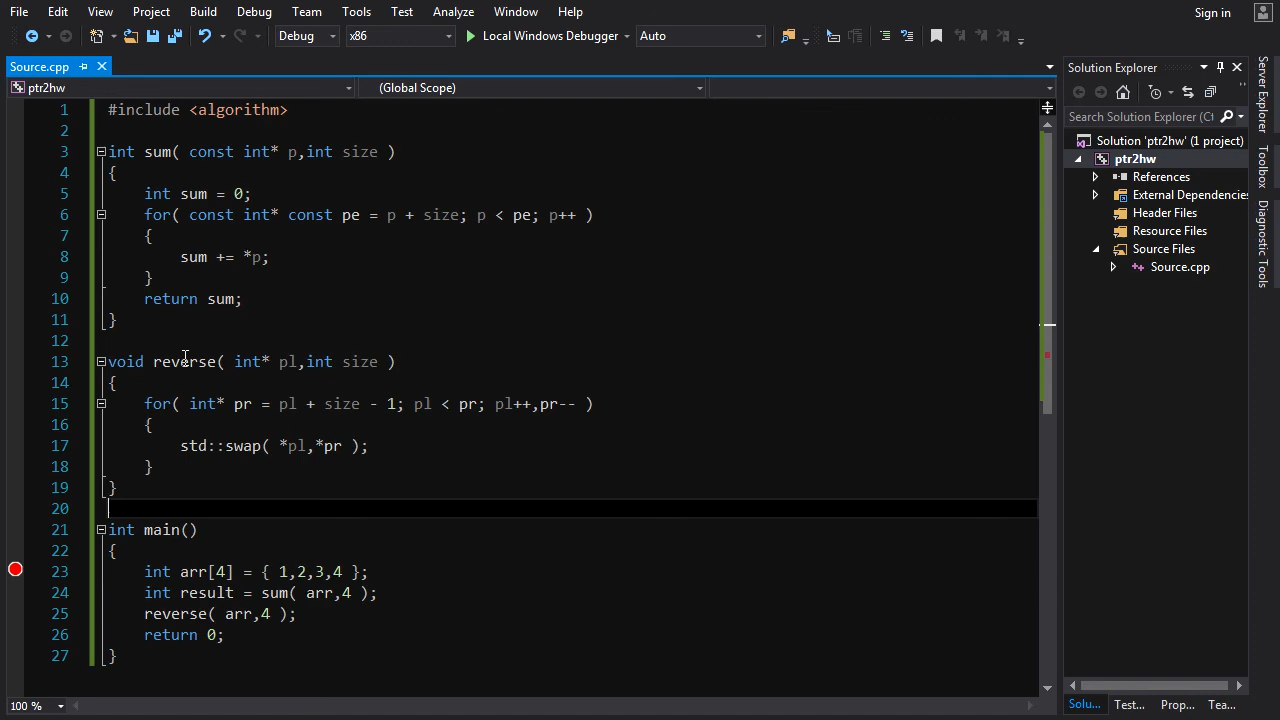 File Edit View Project Build Debug Team Tools Test Analyze Window Help Sign in
Debug x86 Local Windows Debugger Auto
Source.cpp
ptr2hw (Global Scope)
1 #include <algorithm>
2
3 int sum( const int* p,int size )
4 {
5 int sum = 0;
6 for( const int* const pe = p + size; p < pe; p++ )
7 {
8 sum += *p;
9 }
10 return sum;
11 }
12
13 void reverse( int* pl,int size )
14 {
15 for( int* pr = pl + size - 1; pl < pr; pl++,pr-- )
16 {
17 std::swap( *pl,*pr );
18 }
19 }
20
21 int main()
22 {
23 int arr[4] = { 1,2,3,4 };
24 int result = sum( arr,4 );
25 reverse( arr,4 );
26 return 0;
27 }
100 %
Solution Explorer
Search Solution Explorer (Ct
Solution 'ptr2hw' (1 project)
ptr2hw
References
External Dependencies
Header Files
Resource Files
Source Files
Source.cpp
Solu... Test... Prop... Tea...
Server Explorer
Toolbox
Diagnostic Tools